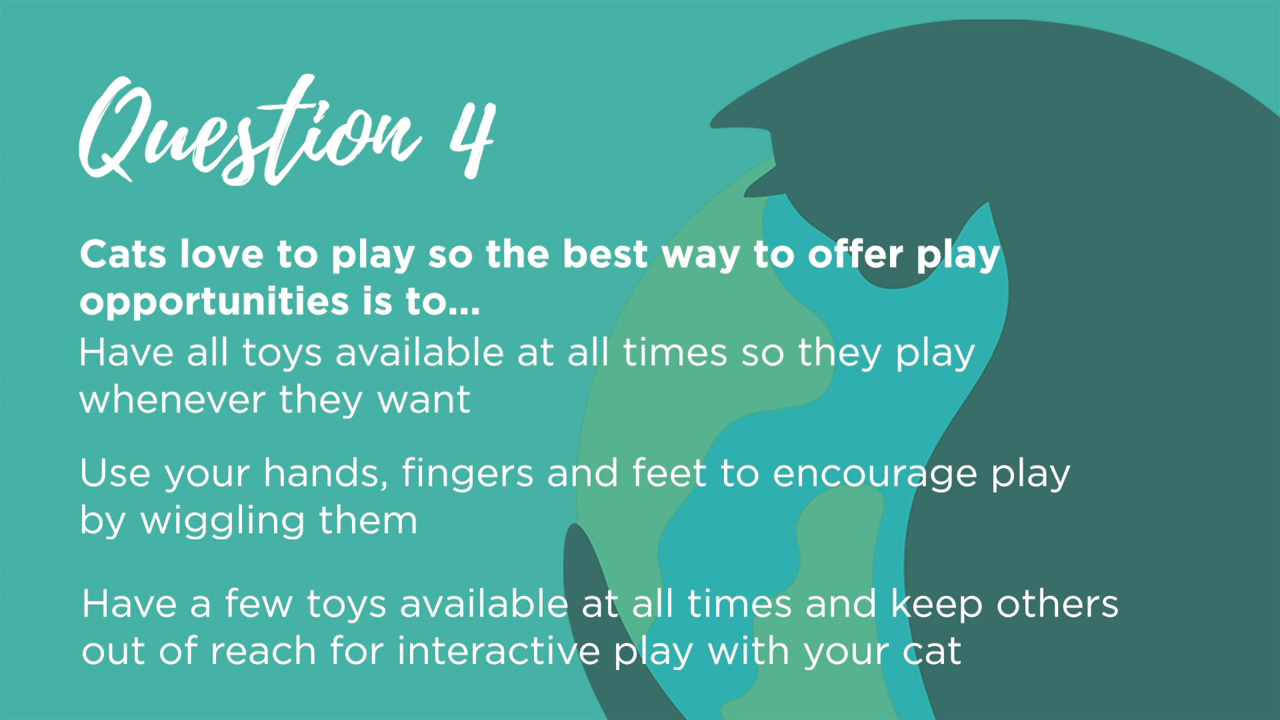 Question 4
Cats love to play so the best way to offer play
opportunities is to...
Have all toys available at all times so they play
whenever they want
Use your hands, fingers and feet to encourage play
by wiggling them
Have a few toys available at all times and keep others
out of reach for interactive play with your cat